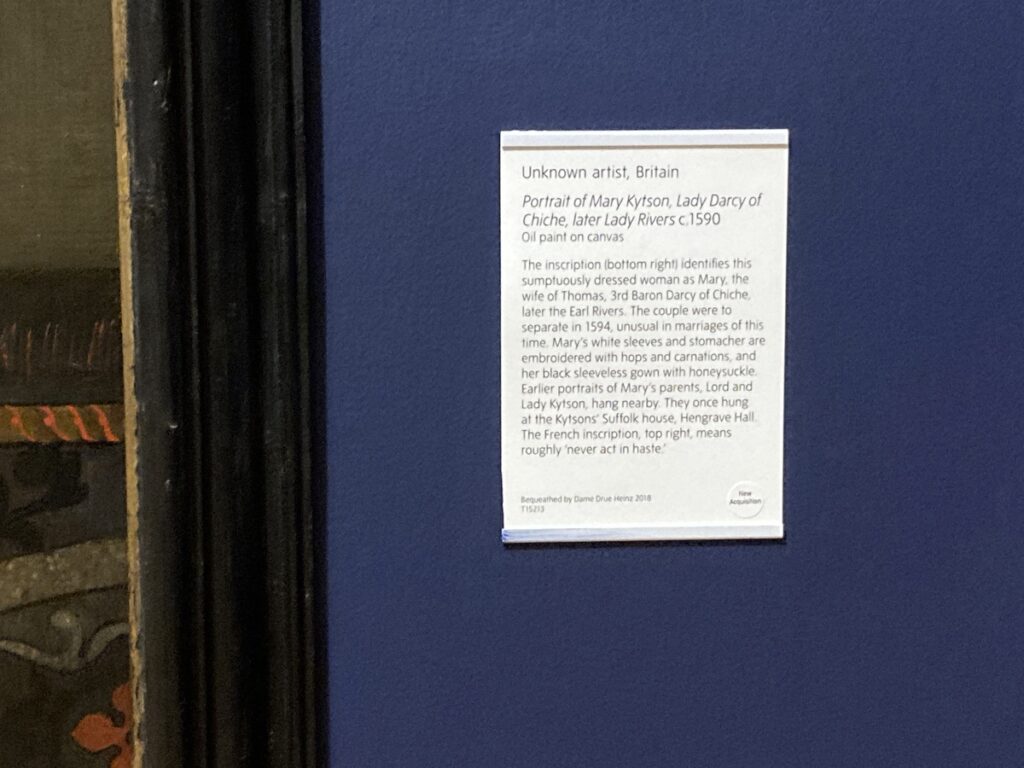 Unknown artist, Britain
Portrait of Mary Kytson, Lady Darcy of
Chiche, later Lady Rivers c.1590
Oil paint on canvas
The inscription (bottom right) identifies this
sumptuously dressed woman as Mary, the
wife of Thomas, 3rd Baron Darcy of Chiche,
later the Earl Rivers. The couple were to
separate in 1594, unusual in marriages of this
time. Mary's white sleeves and stomacher are
embroidered with hops and carnations, and
her black sleeveless gown with honeysuckle.
Earlier portraits of Mary's parents, Lord and
Lady Kytson, hang nearby. They once hung
at the Kytsons' Suffolk house, Hengrave Hall.
The French inscription, top right, means
roughly 'never act in haste.'
Bequeathed by Dame Drue Heinz 2018
T15213
New
Acquisition